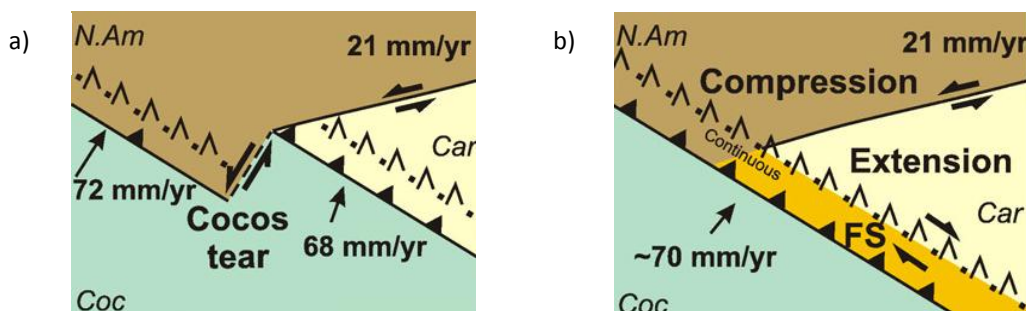 a)
N.Am
21 mm/yr
Car
72 mm/yr
Cocos
tear
68 mm/yr
Coc
b)
N.Am
21 mm/yr
Compression
Continuous
Extension
Car
FS
~70 mm/yr
Coc